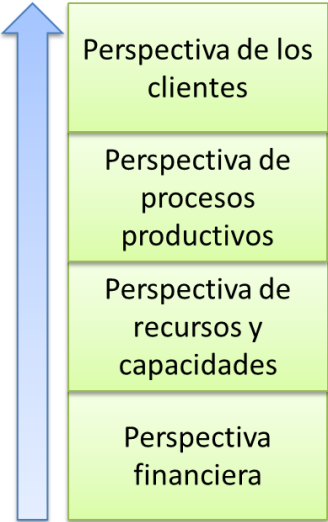 Perspectiva de los
clientes
Perspectiva de
procesos
productivos
Perspectiva de
recursos y
capacidades
Perspectiva
financiera